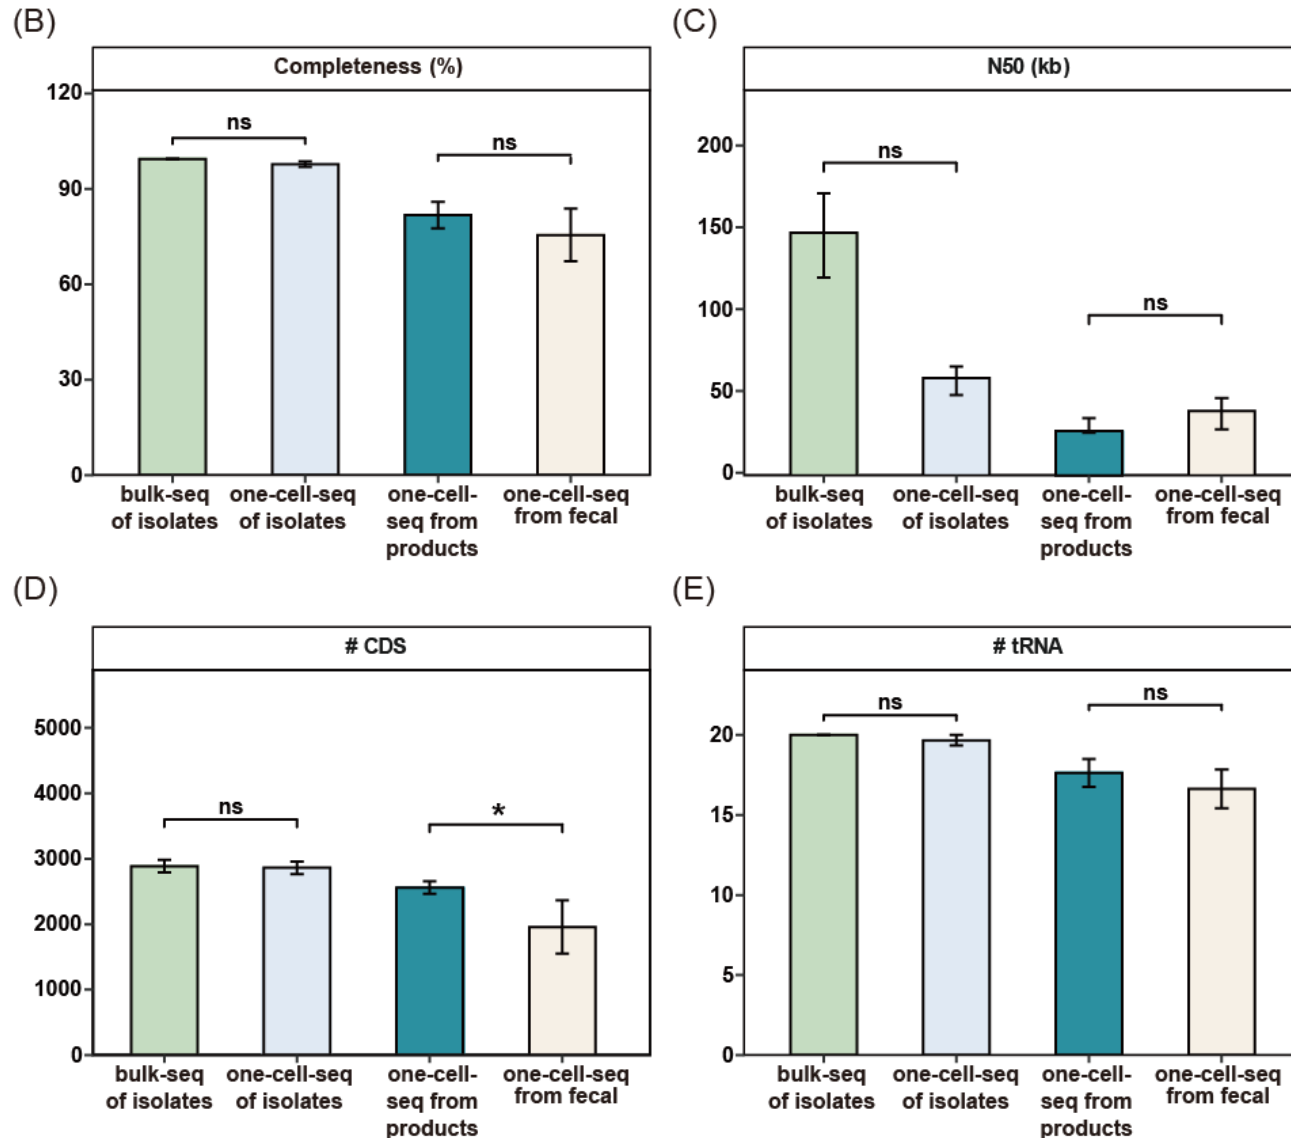 (B)
Completeness (%)
120
90
60
30
0
ns
ns
bulk-seq
of isolates
one-cell-seq
of isolates
one-cell-
seq from
products
one-cell-seq
from fecal
(C)
N50 (kb)
200
150
100
50
0
ns
ns
bulk-seq
of isolates
one-cell-seq
of isolates
one-cell-
seq from
products
one-cell-seq
from fecal
(D)
# CDS
5000
4000
3000
2000
1000
0
ns
*
bulk-seq
of isolates
one-cell-seq
of isolates
one-cell-
seq from
products
one-cell-seq
from fecal
(E)
# tRNA
20
15
10
5
0
ns
ns
bulk-seq
of isolates
one-cell-seq
of isolates
one-cell-
seq from
products
one-cell-seq
from fecal